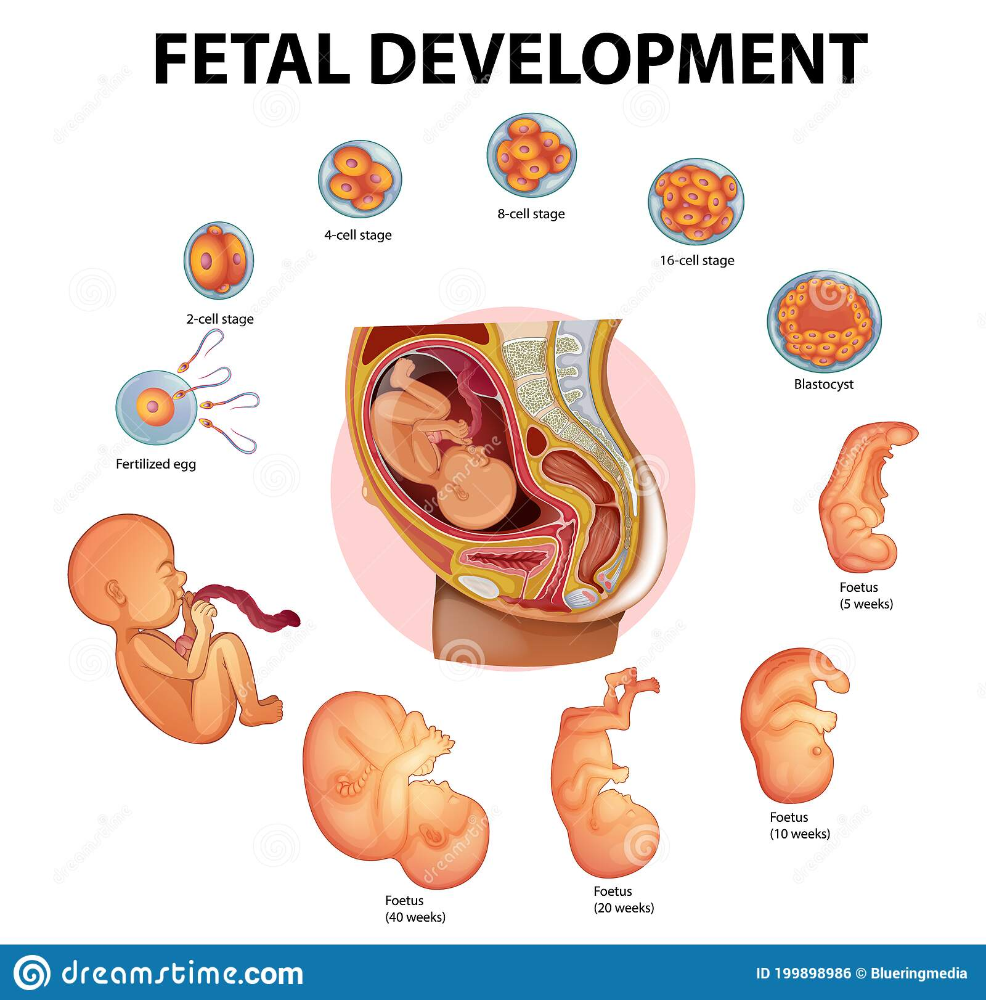 FETAL DEVELOPMENT
8-cell stage
4-cell stage
16-cell stage
2-cell stage
Blastocyst
Fertilized egg
Foetus
(5 weeks)
Foetus
(10 weeks)
Foetus
(20 weeks)
Foetus
(40 weeks)
dreamstime.com
ID 199898986 © Blueringmedia